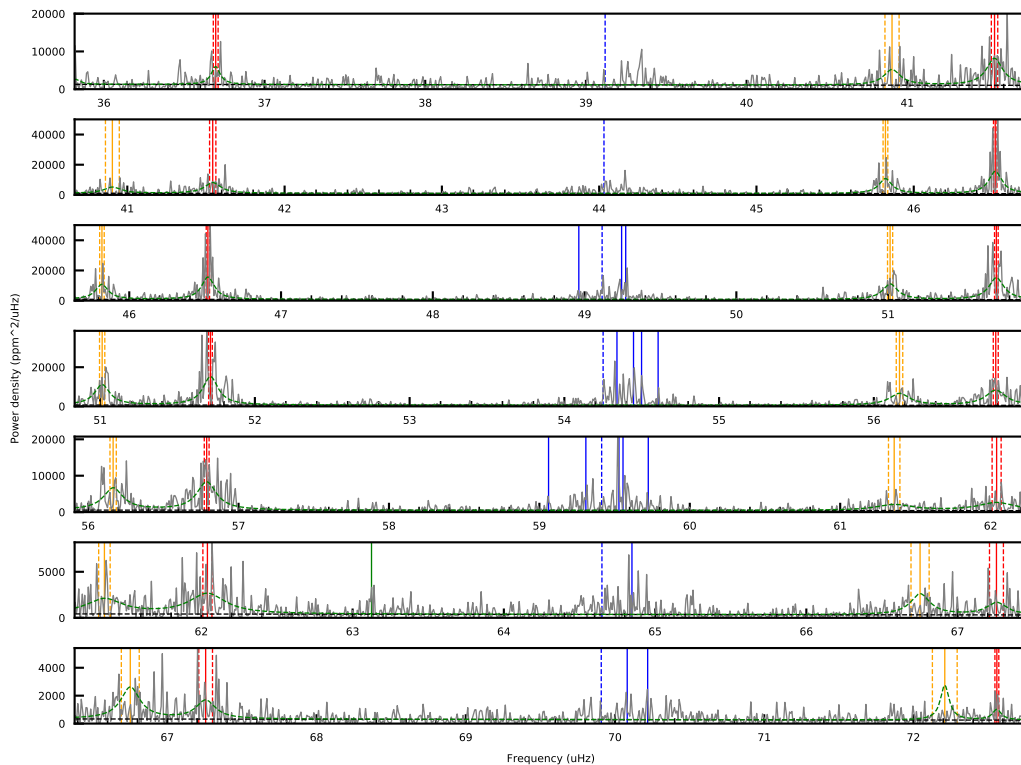 20000
10000
0
36 37 38 39 40 41
40000
20000
0
41 42 43 44 45 46
40000
20000
0
46 47 48 49 50 51
Power density (ppm^2/uHz)
20000
0
51 52 53 54 55 56
20000
10000
0
56 57 58 59 60 61 62
5000
0
62 63 64 65 66 67
4000
2000
0
67 68 69 70 71 72
Frequency (uHz)